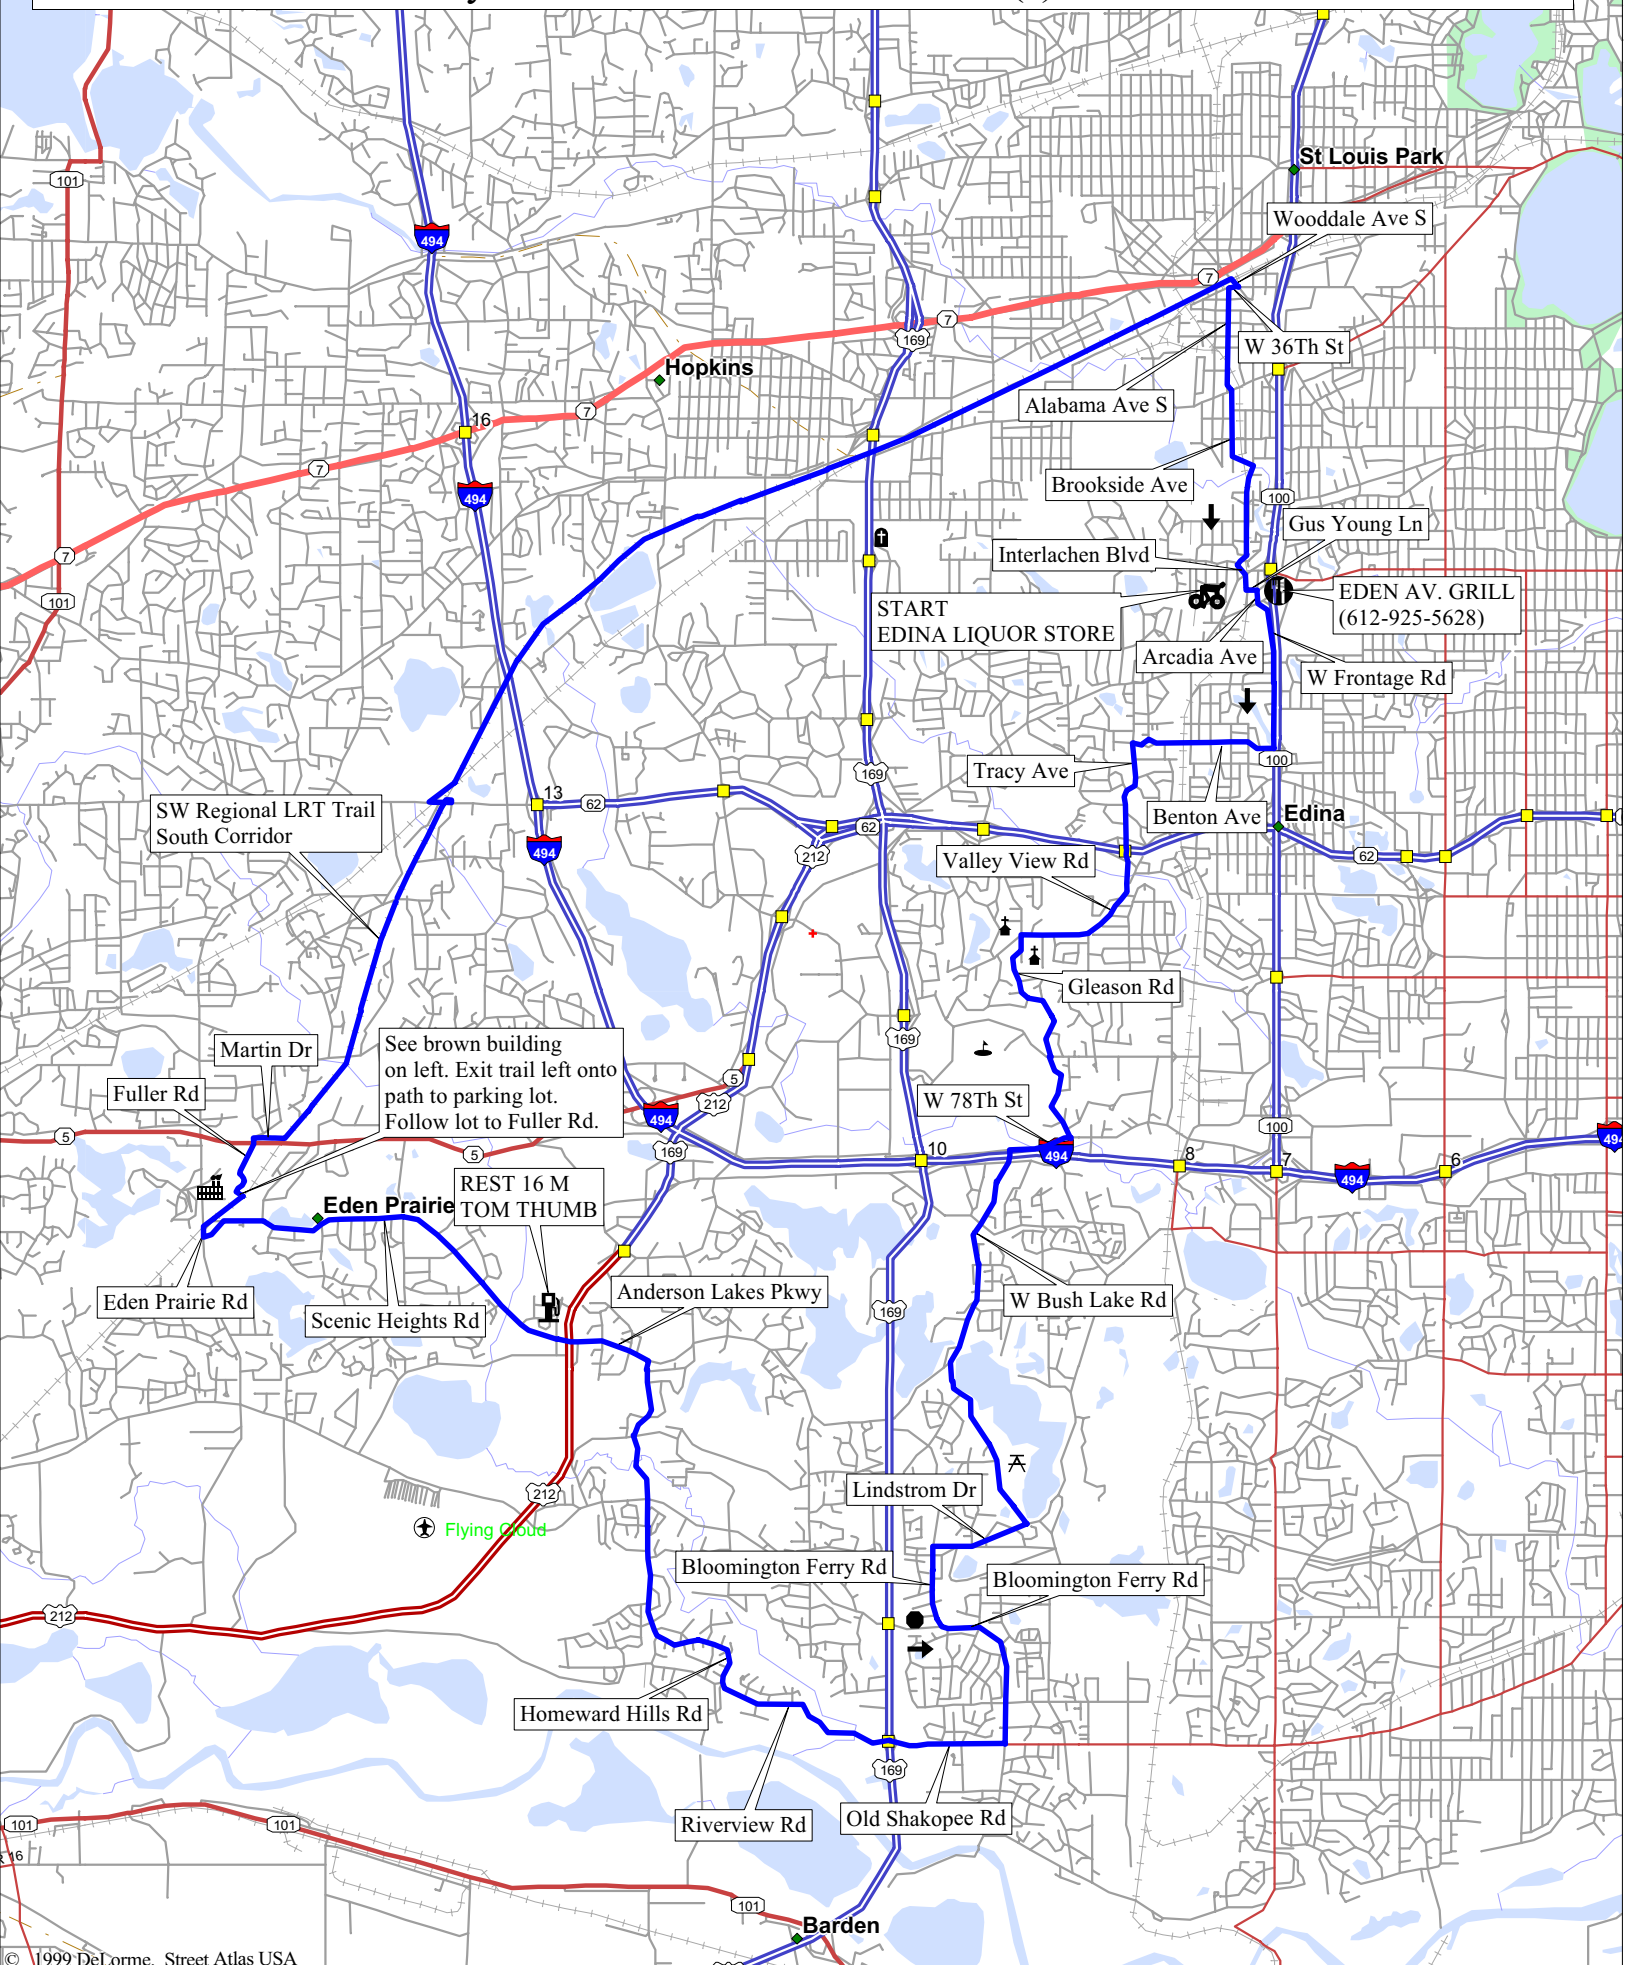 St Louis Park
101
Wooddale Ave S
494
7
7
W 36Th St
169
Hopkins
Alabama Ave S
16
7
7
494
Brookside Ave
100
Gus Young Ln
7
Interlachen Blvd
101
START
EDINA LIQUOR STORE
EDEN AV. GRILL
(612-925-5628)
Arcadia Ave
W Frontage Rd
100
Tracy Ave
169
13
62
SW Regional LRT Trail
South Corridor
Benton Ave
Edina
62
494
212
Valley View Rd
62
Gleason Rd
169
Martin Dr
See brown building
on left. Exit trail left onto
path to parking lot.
Follow lot to Fuller Rd.
Fuller Rd
5
212
W 78Th St
494
100
5
5
169
10
494
8
7
494
6
494
REST 16 M
TOM THUMB
Eden Prairie
Eden Prairie Rd
Scenic Heights Rd
Anderson Lakes Pkwy
169
W Bush Lake Rd
212
Lindstrom Dr
Flying Cloud
Bloomington Ferry Rd
Bloomington Ferry Rd
212
Homeward Hills Rd
169
Riverview Rd
Old Shakopee Rd
101
101
16
101
Barden
© 1999 DeLorme. Street Atlas USA